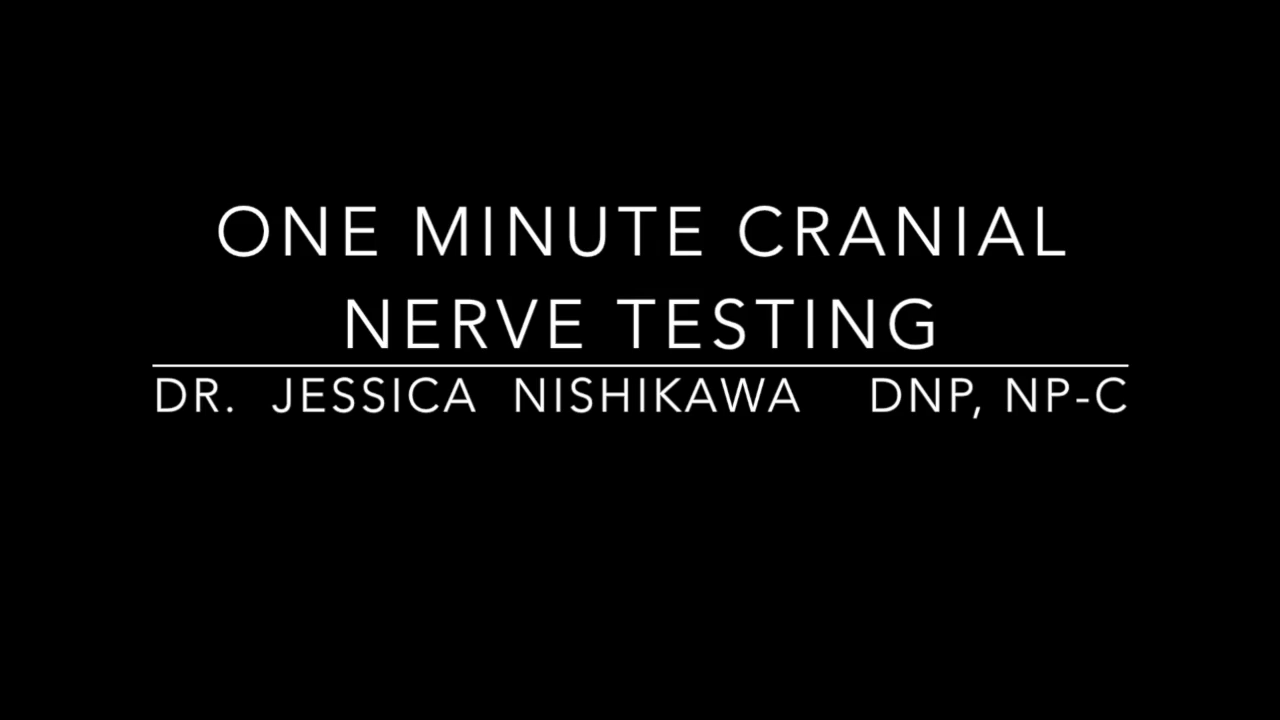 ONE MINUTE CRANIAL
NERVE TESTING
DR. JESSICA NISHIKAWA DNP, NP-C